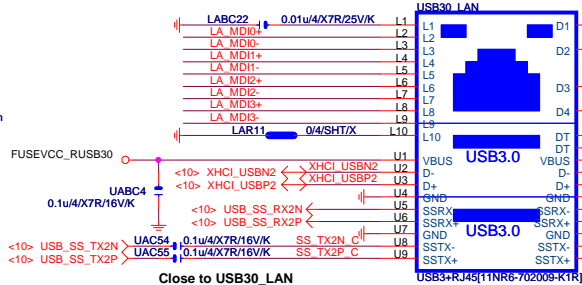 USB30_LAN
LABC22 0.01u/4/X7R/25V/K L1 L1 D1
LA_MDI0+ L2 L2
LA_MDI0- L3 L3 D2
LA_MDI1+ L4 L4
LA_MDI1- L5 L5
LA_MDI2+ L6 L6
LA_MDI2- L7 L7 D3
LA_MDI3+ L8 L8 D4
LA_MDI3- L9 L9
LAR11 0/4/SHT/X L10 L10 DT
DT
FUSEVCC_RUSB30 U1 VBUS USB3.0 VBUS
<10> XHCI_USBN2 XHCI_USBN2 U2 D- D-
<10> XHCI_USBP2 XHCI_USBP2 U3 D+ D+
UABC4 U4 GND GND
0.1u/4/X7R/16V/K
<10> USB_SS_RX2N U5 SSRX- SSRX-
<10> USB_SS_RX2P U6 SSRX+ SSRX+
U7 GND USB3.0 GND
<10> USB_SS_TX2N UAC54 0.1u/4/X7R/16V/K SS_TX2N_C U8 SSTX- SSTX-
<10> USB_SS_TX2P UAC55 0.1u/4/X7R/16V/K SS_TX2P_C U9 SSTX+ SSTX+
Close to USB30_LAN
USB3+RJ45[11NR6-702009-K1R]